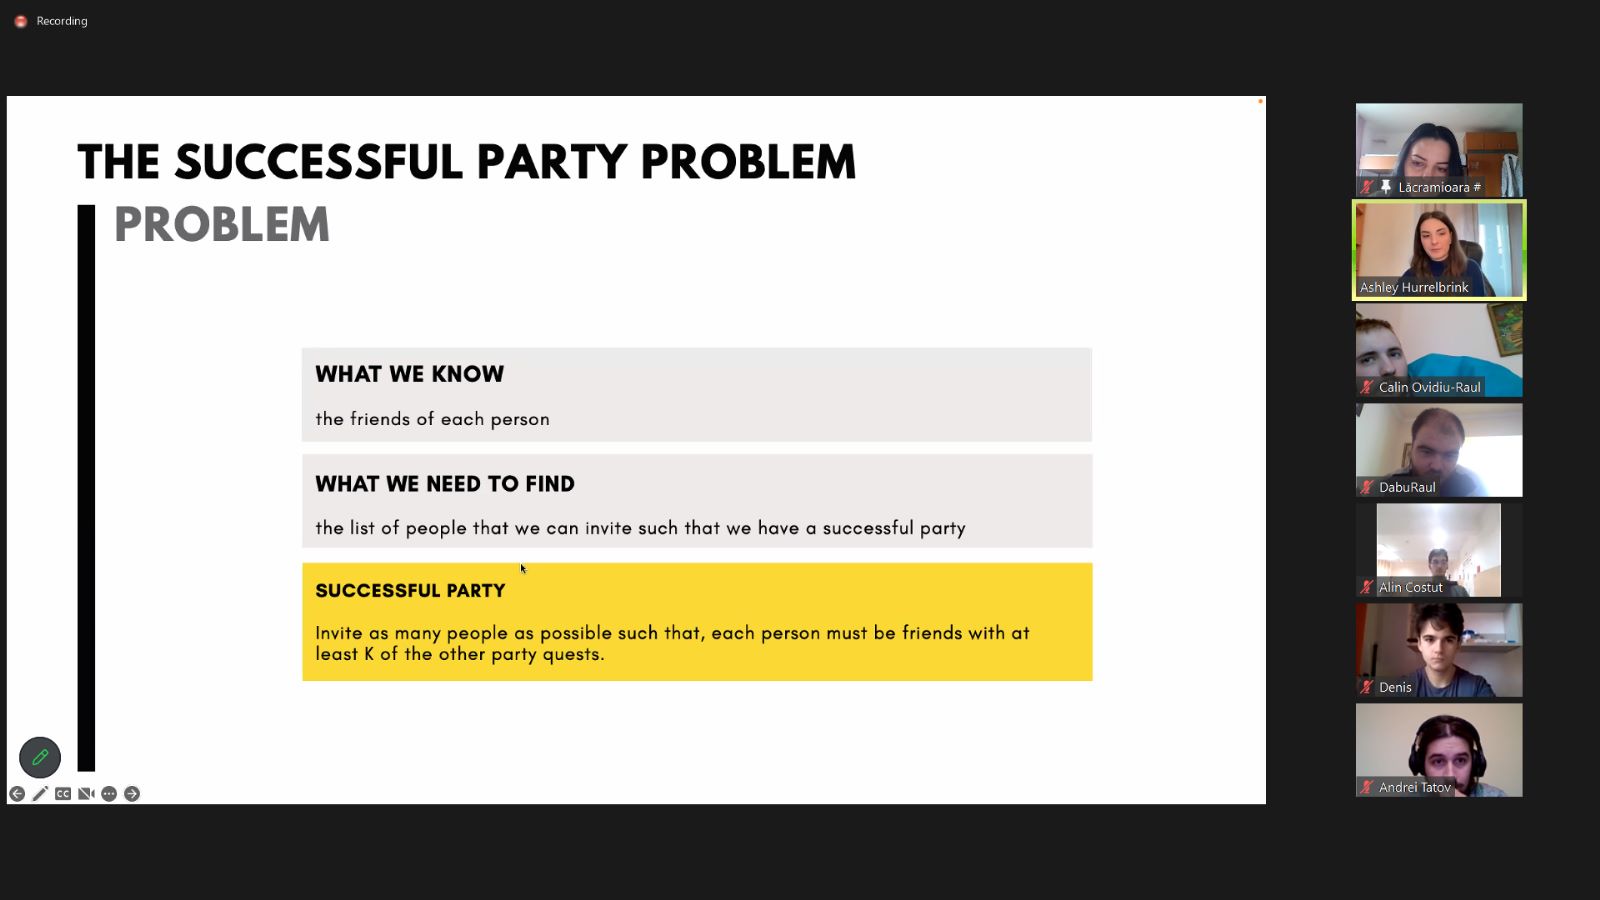 Recording
THE SUCCESSFUL PARTY PROBLEM
PROBLEM
WHAT WE KNOW
the friends of each person
WHAT WE NEED TO FIND
the list of people that we can invite such that we have a successful party
SUCCESSFUL PARTY
Invite as many people as possible such that, each person must be friends with at
least K of the other party quests.
CC
Lăcramioara #
Ashley Hurrelbrink
Calin Ovidiu-Raul
DabuRaul
Alin Costut
Denis
Andrei Tatov